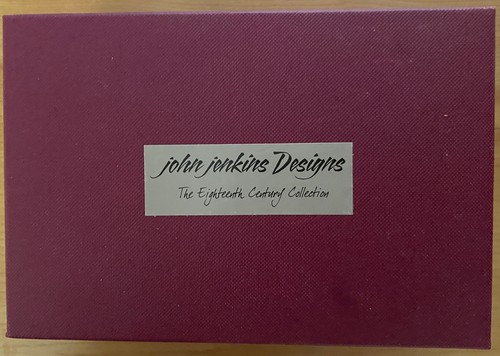 john jenkins Designs
The Eighteenth Century Collection